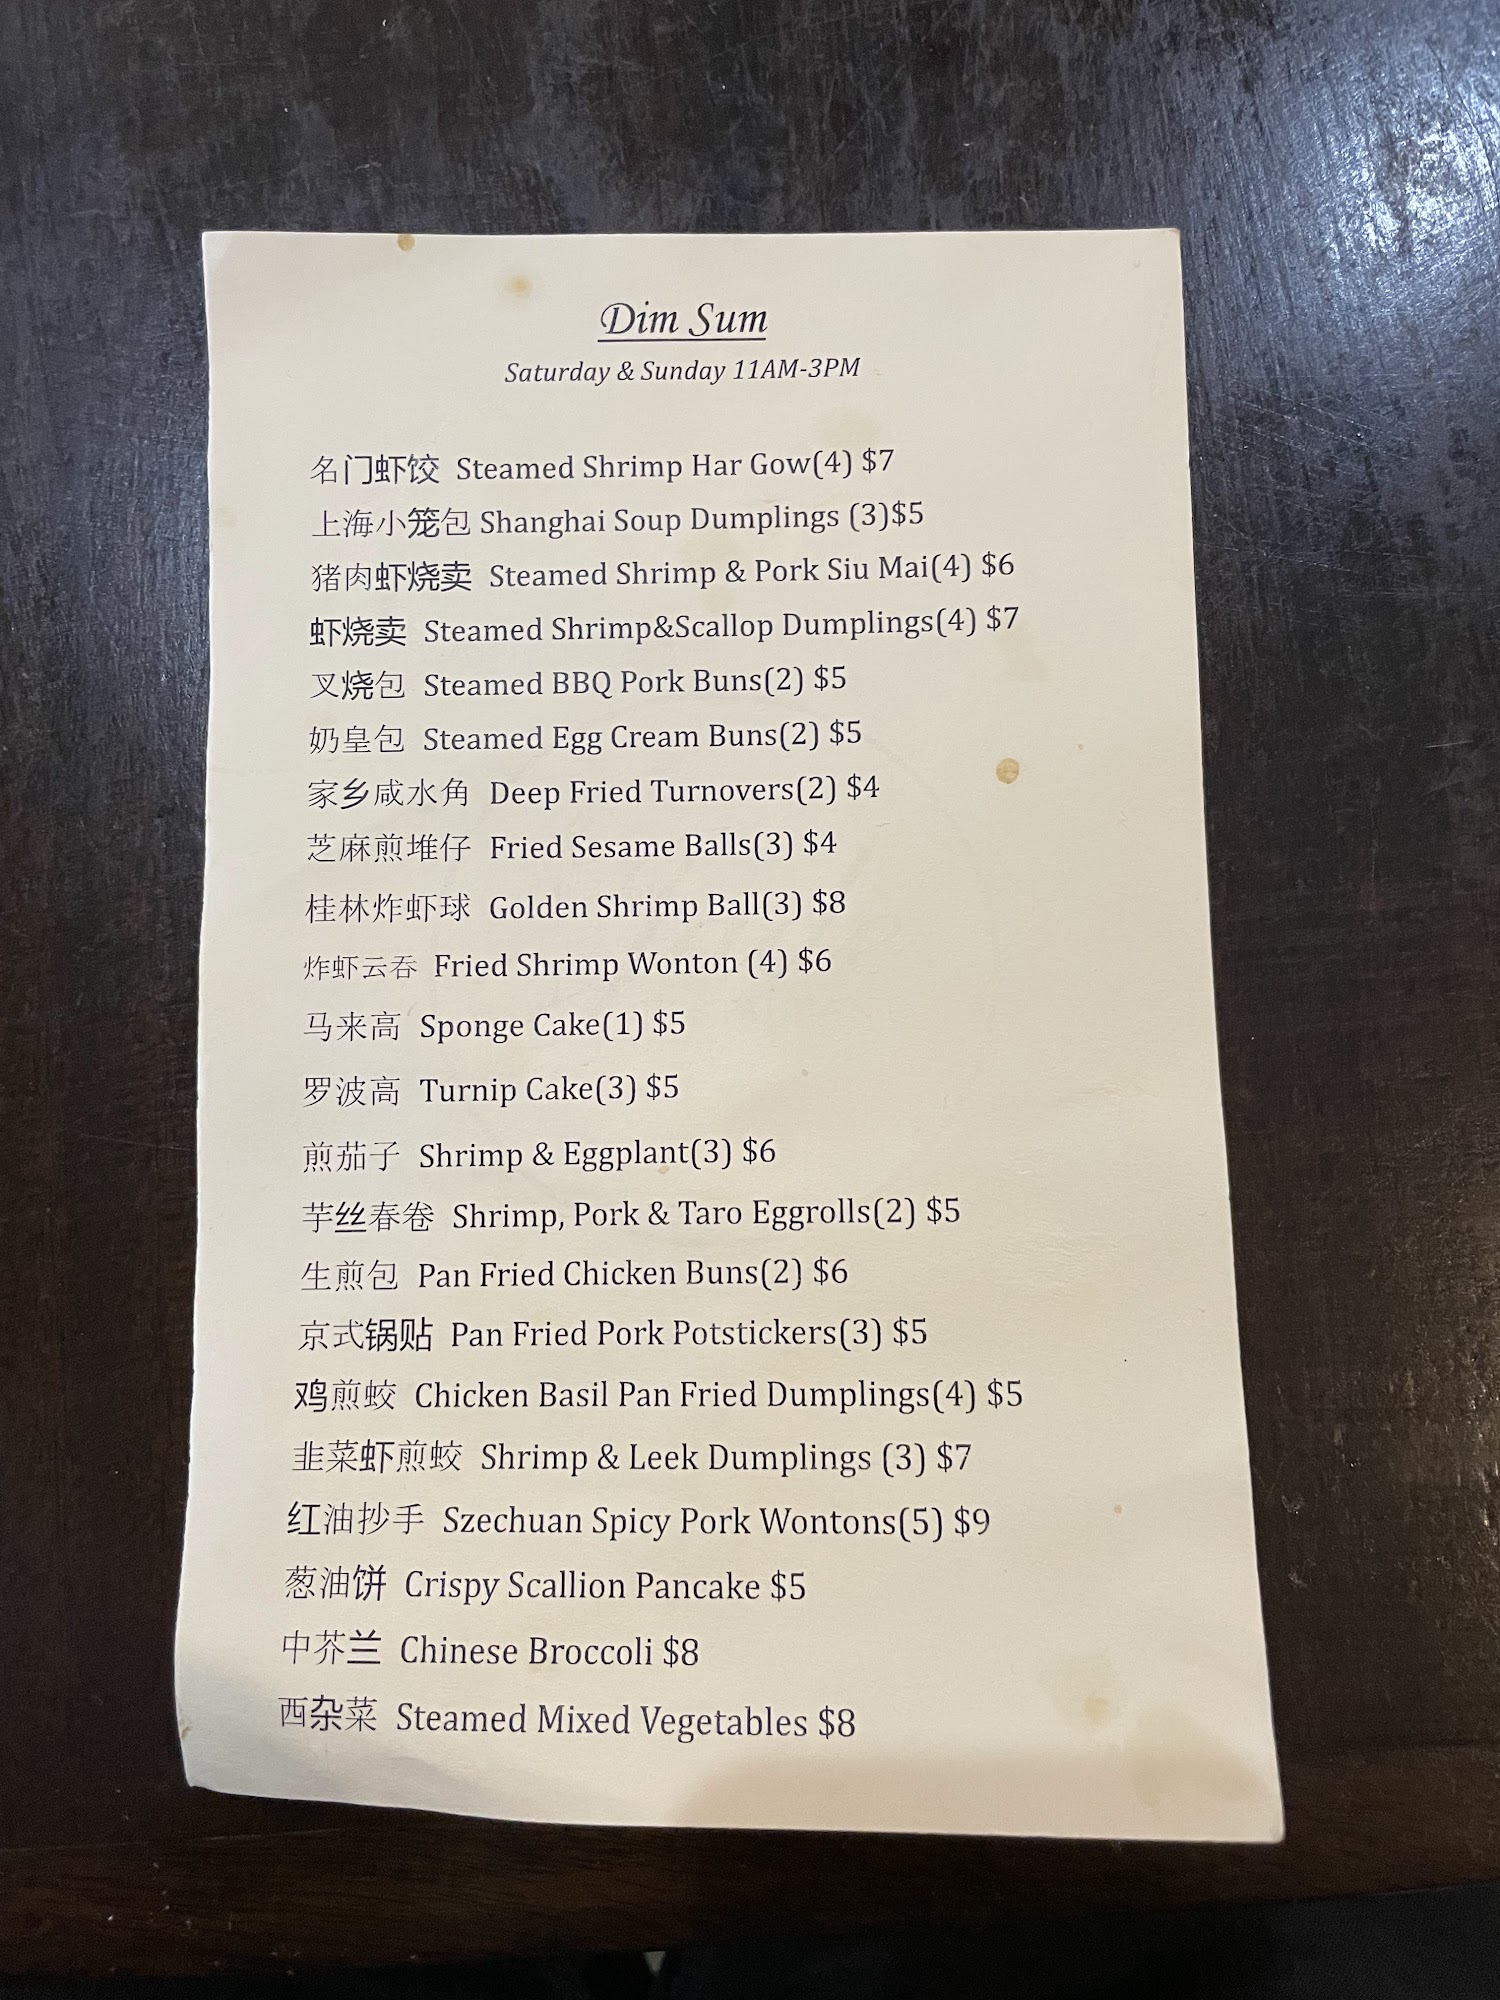 Dim Sum
Saturday & Sunday 11AM-3PM
名门虾饺 Steamed Shrimp Har Gow(4) $7
上海小笼包 Shanghai Soup Dumplings (3)$5
猪肉虾烧卖 Steamed Shrimp & Pork Siu Mai(4) $6
虾烧卖 Steamed Shrimp&Scallop Dumplings(4) $7
叉烧包 Steamed BBQ Pork Buns(2) $5
奶皇包 Steamed Egg Cream Buns(2) $5
家乡咸水角 Deep Fried Turnovers(2) $4
芝麻煎堆仔 Fried Sesame Balls(3) $4
桂林炸虾球 Golden Shrimp Ball(3) $8
炸虾云吞 Fried Shrimp Wonton (4) $6
马来高 Sponge Cake(1) $5
罗波高 Turnip Cake(3) $5
煎茄子 Shrimp & Eggplant(3) $6
芋丝春卷 Shrimp, Pork & Taro Eggrolls(2) $5
生煎包 Pan Fried Chicken Buns(2) $6
京式锅贴 Pan Fried Pork Potstickers(3) $5
鸡煎蛟 Chicken Basil Pan Fried Dumplings(4) $5
韭菜虾煎蛟 Shrimp & Leek Dumplings (3) $7
红油抄手 Szechuan Spicy Pork Wontons(5) $9
葱油饼 Crispy Scallion Pancake $5
中芥兰 Chinese Broccoli $8
西杂菜 Steamed Mixed Vegetables $8